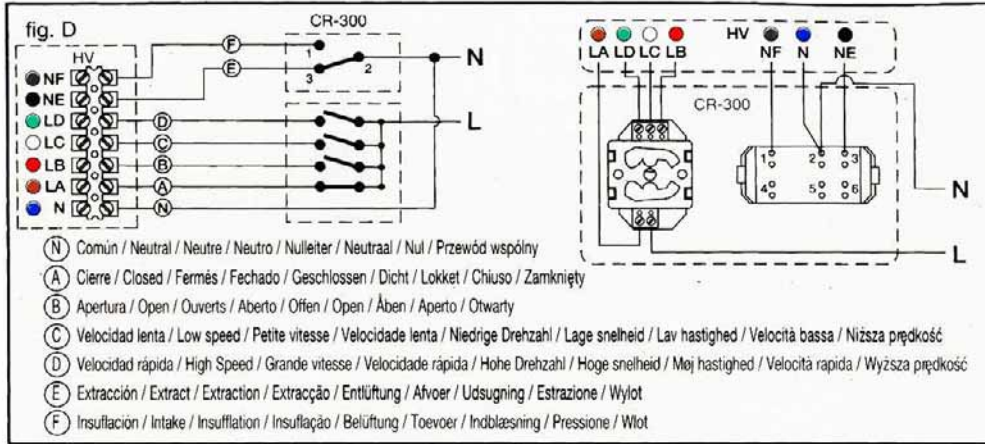 fig. D
CR-300
HV
NF
NE
LD
LC
LB
LA
N
F
E
D
C
B
A
N
1
3
2
N
L
LA LD LC LB HV NF N NE
CR-300
1 2 3
4 5 6
N
L
N Común / Neutral / Neutre / Neutro / Nulleiter / Neutraal / Nul / Przewód wspólny
A Cierre / Closed / Fermés / Fechado / Geschlossen / Dicht / Lokket / Chiuso / Zamknięty
B Apertura / Open / Ouverts / Aberto / Offen / Open / Åben / Aperto / Otwarty
C Velocidad lenta / Low speed / Petite vitesse / Velocidade lenta / Niedrige Drehzahl / Lage snelheid / Lav hastighed / Velocità bassa / Niższa prędkość
D Velocidad rápida / High Speed / Grande vitesse / Velocidade rápida / Hohe Drehzahl / Hoge snelheid / Møj hastighed / Velocità rapida / Wyższa prędkość
E Extracción / Extract / Extraction / Extracção / Entlüftung / Afvoer / Udsugning / Estrazione / Wylot
F Insuflación / Intake / Insufflation / Insuflação / Belüftung / Toevoer / Indblæsning / Pressione / Wlot